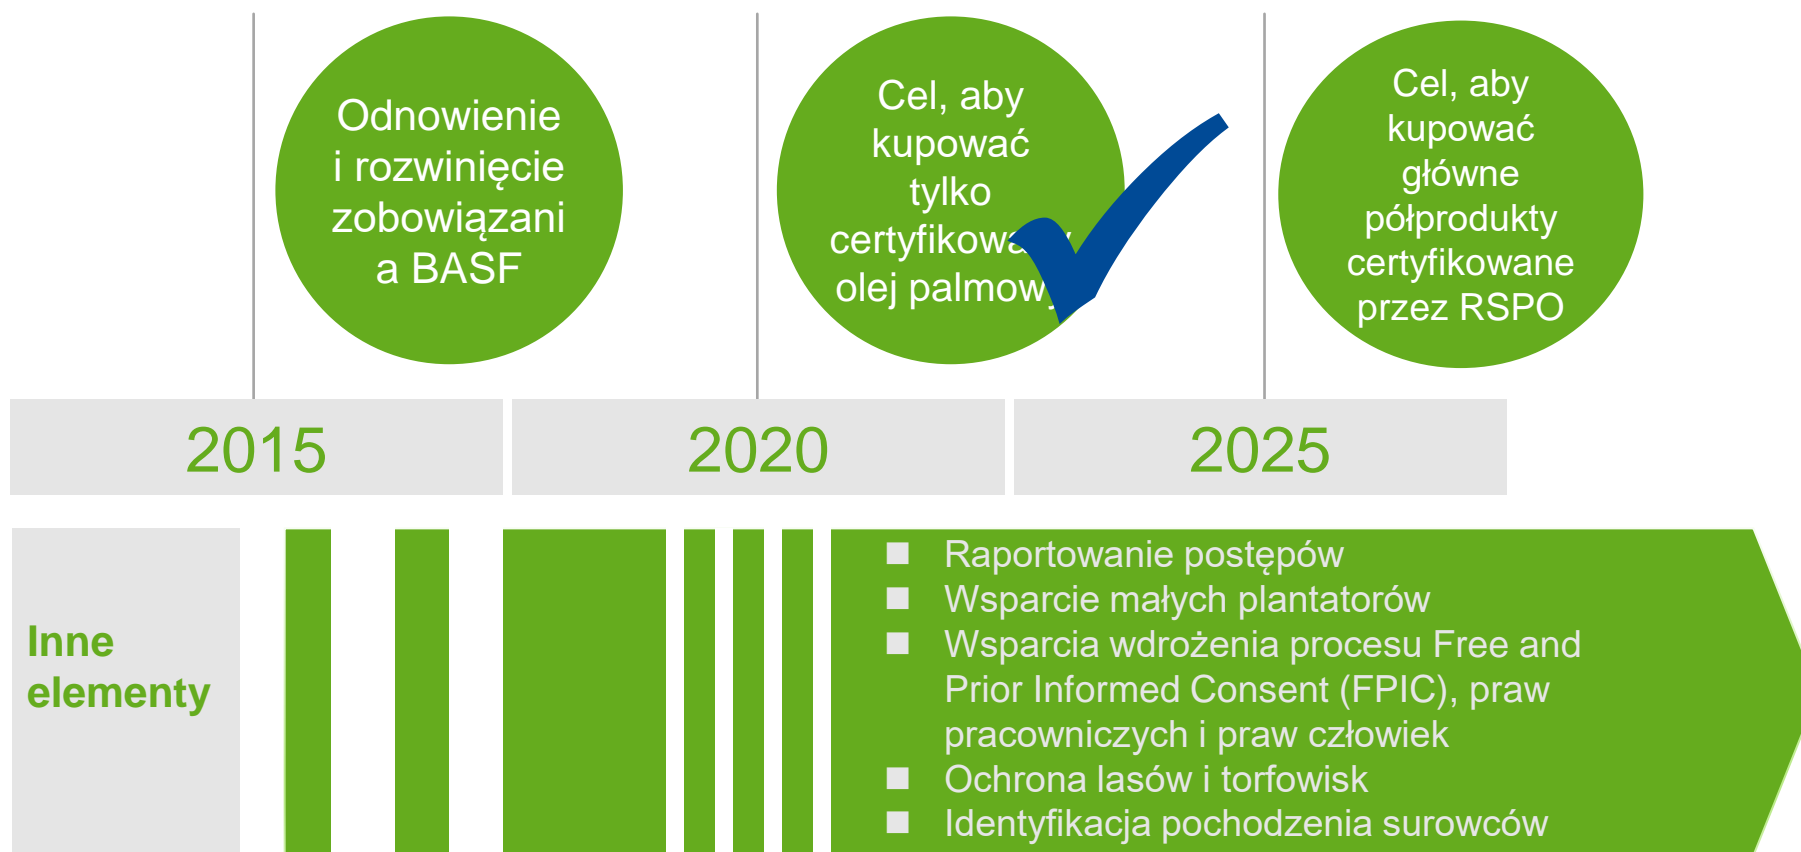 Odnowienie
i rozwinięcie
zobowiązani
a BASF
Cel, aby
kupować
tylko
certyfikowany
olej palmowy
Cel, aby
kupować
główne
półprodukty
certyfikowane
przez RSPO
2015
2020
2025
Inne
elementy
Raportowanie postępów
Wsparcie małych plantatorów
Wsparcia wdrożenia procesu Free and
Prior Informed Consent (FPIC), praw
pracowniczych i praw człowiek
Ochrona lasów i torfowisk
Identyfikacja pochodzenia surowców